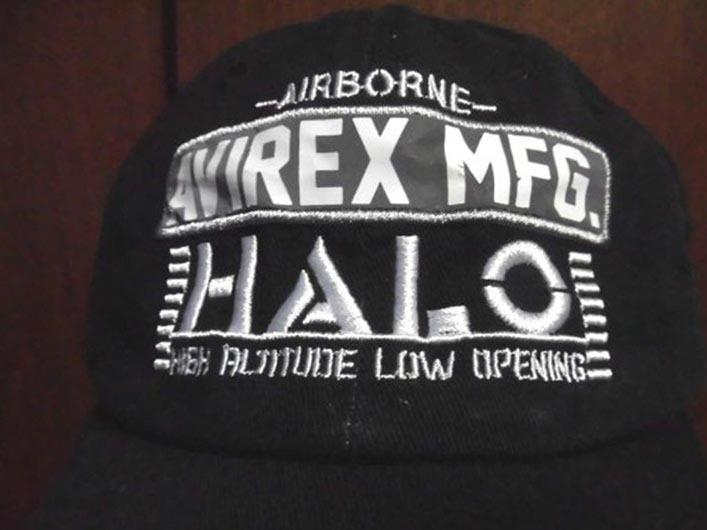 -AIRBORNE-
AVIREX MFG.
HALO
HIGH ALTITUDE LOW OPENING